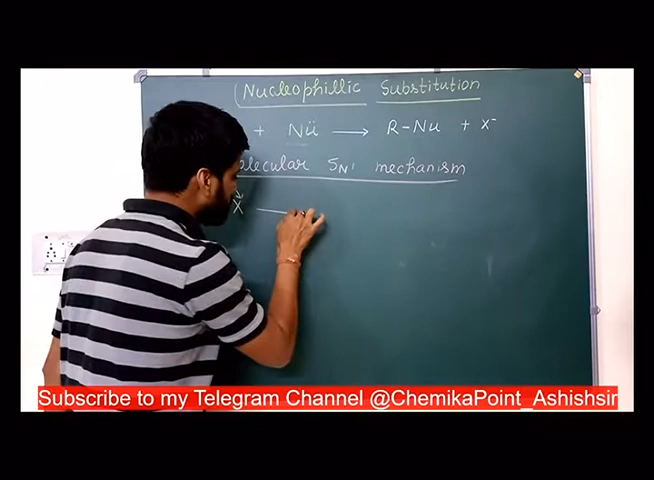 (Nucleophillic Substitution
+ Nü ⟶ R-Nu + X⁻
olecular SN¹ mechanism
X —
Subscribe to my Telegram Channel @ChemikaPoint_Ashishsir